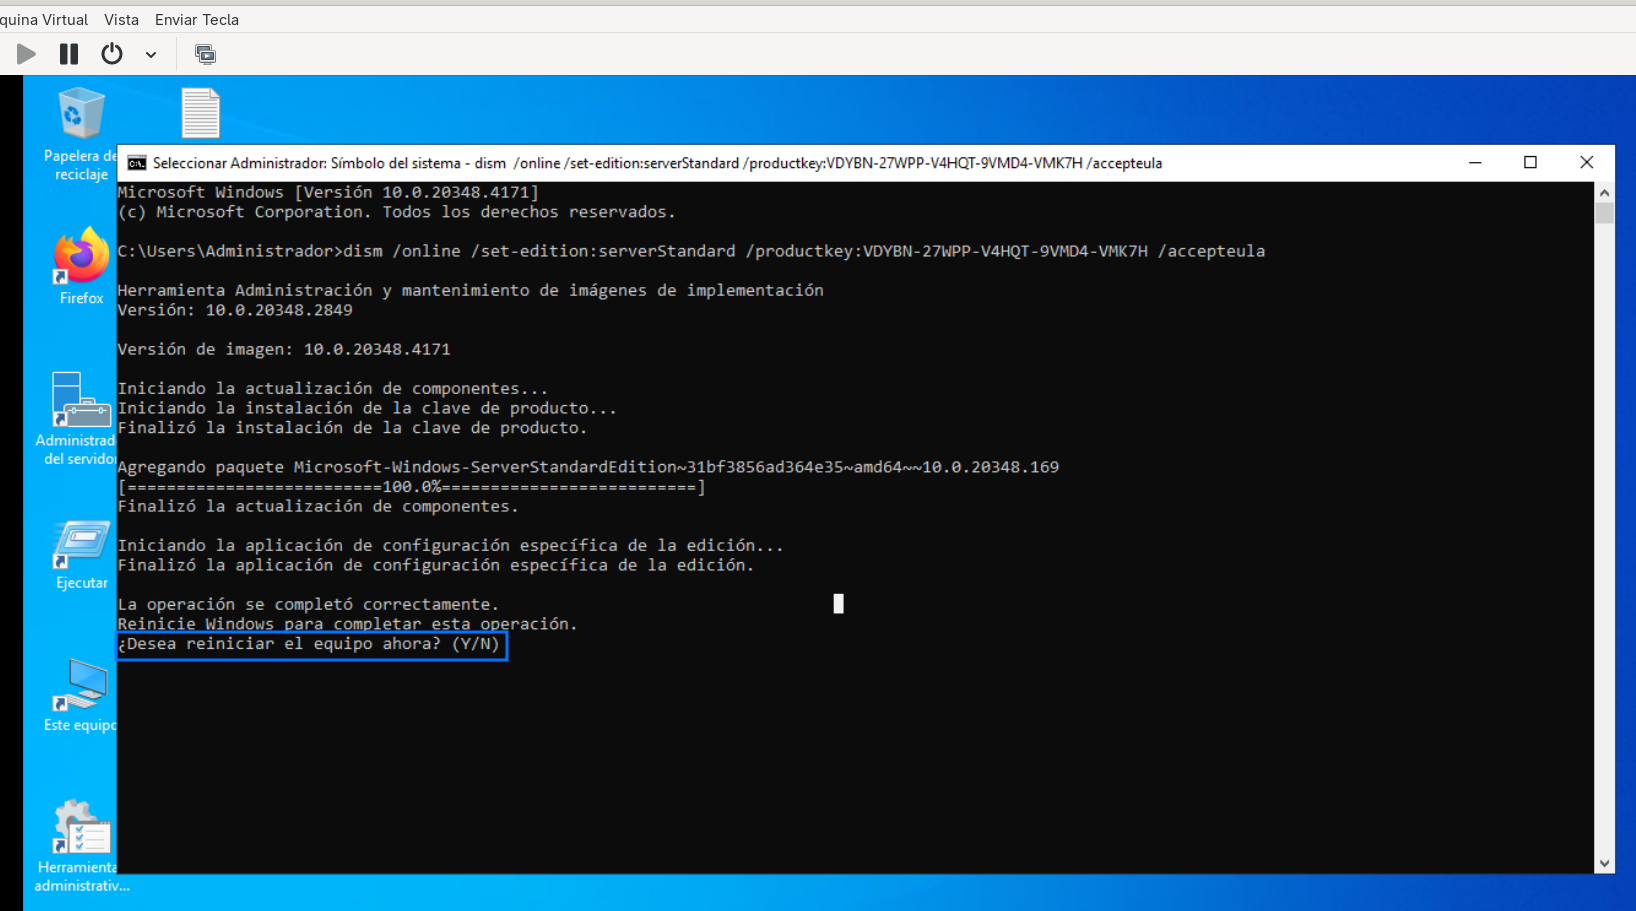 quina Virtual Vista Enviar Tecla
Papelera de
reciclaje
Firefox
Administrad
del servidor
Ejecutar
Este equipo
Herramienta
administrativ...
Seleccionar Administrador: Símbolo del sistema - dism /online /set-edition:serverStandard /productkey:VDYBN-27WPP-V4HQT-9VMD4-VMK7H /accepteula
Microsoft Windows [Versión 10.0.20348.4171]
(c) Microsoft Corporation. Todos los derechos reservados.
C:\Users\Administrador>dism /online /set-edition:serverStandard /productkey:VDYBN-27WPP-V4HQT-9VMD4-VMK7H /accepteula
Herramienta Administración y mantenimiento de imágenes de implementación
Versión: 10.0.20348.2849
Versión de imagen: 10.0.20348.4171
Iniciando la actualización de componentes...
Iniciando la instalación de la clave de producto...
Finalizó la instalación de la clave de producto.
Agregando paquete Microsoft-Windows-ServerStandardEdition~31bf3856ad364e35~amd64~~10.0.20348.169
[==========================100.0%==========================]
Finalizó la actualización de componentes.
Iniciando la aplicación de configuración específica de la edición...
Finalizó la aplicación de configuración específica de la edición.
La operación se completó correctamente.
Reinicie Windows para completar esta operación.
¿Desea reiniciar el equipo ahora? (Y/N)